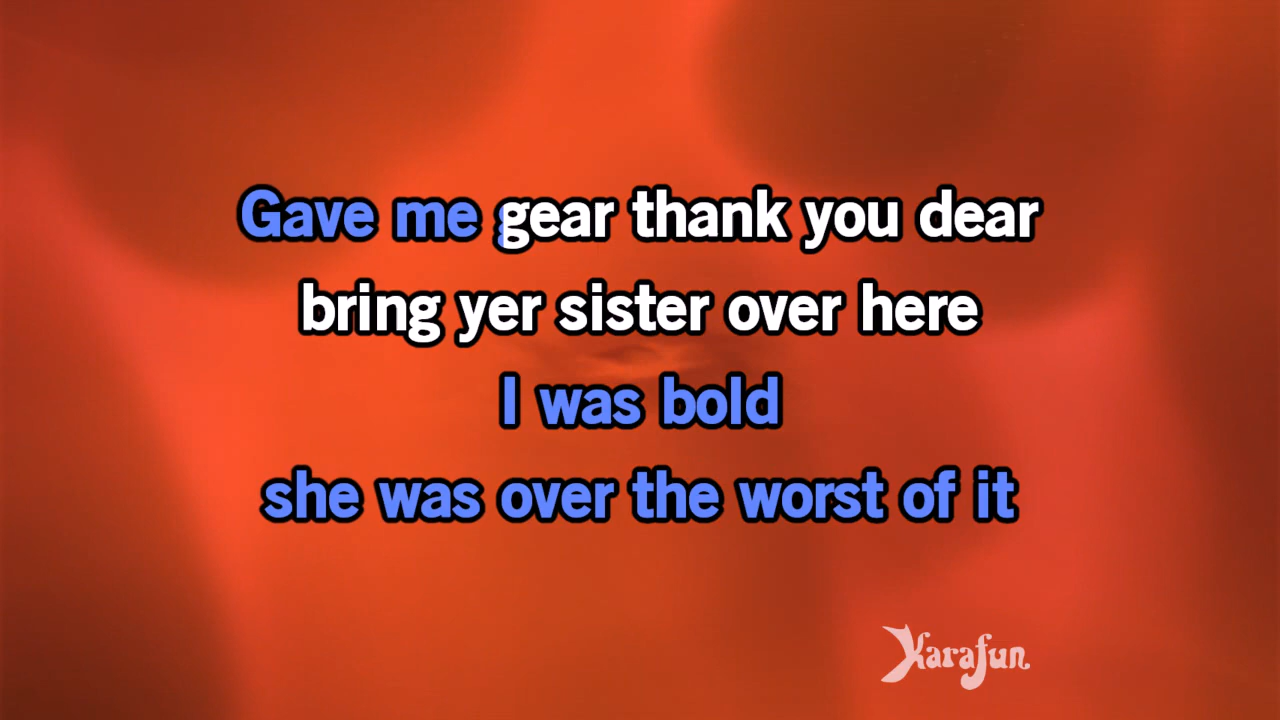 Gave me gear thank you dear
bring yer sister over here
I was bold
she was over the worst of it
Karafun